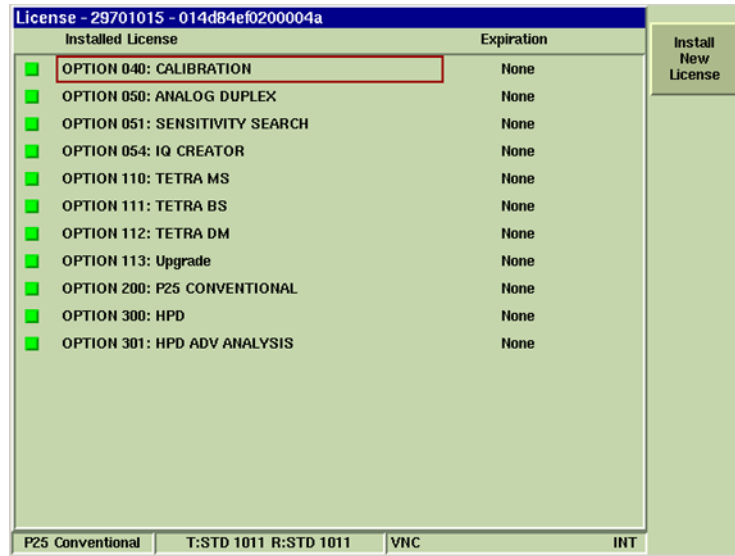 License - 29701015 - 014d84ef0200004a
Installed License Expiration
Install
New
License
OPTION 040: CALIBRATION None
OPTION 050: ANALOG DUPLEX None
OPTION 051: SENSITIVITY SEARCH None
OPTION 054: IQ CREATOR None
OPTION 110: TETRA MS None
OPTION 111: TETRA BS None
OPTION 112: TETRA DM None
OPTION 113: Upgrade None
OPTION 200: P25 CONVENTIONAL None
OPTION 300: HPD None
OPTION 301: HPD ADV ANALYSIS None
P25 Conventional T:STD 1011 R:STD 1011 VNC INT